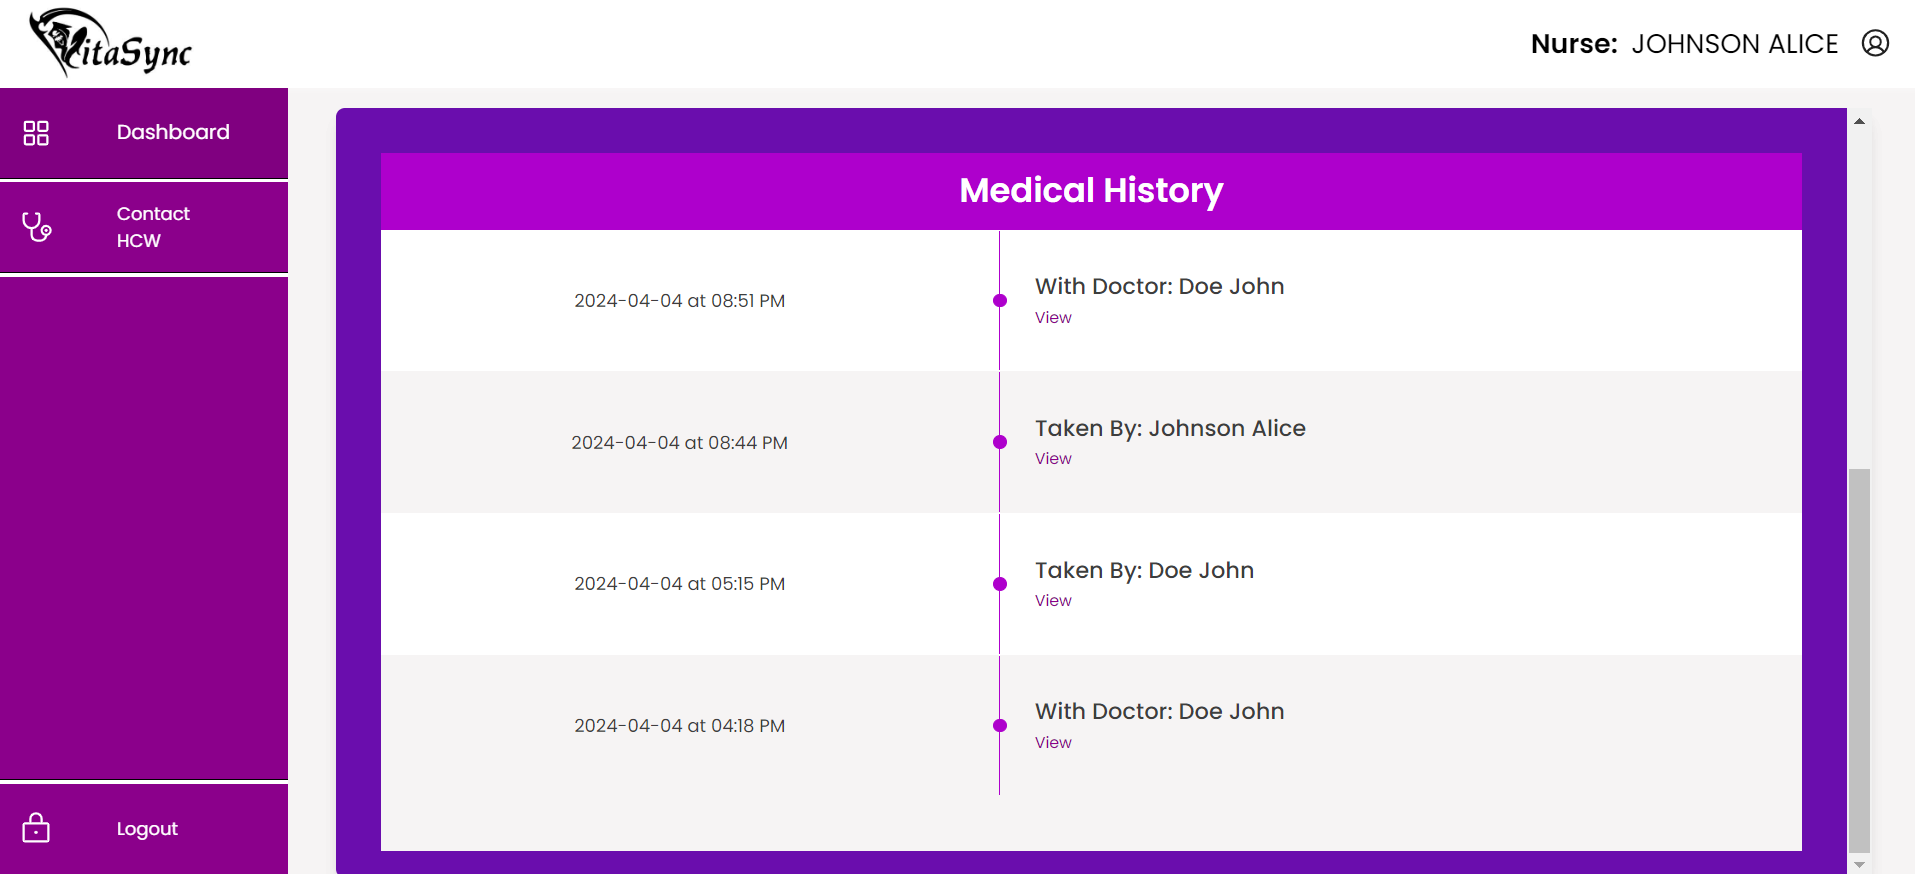 VitaSync
Nurse: JOHNSON ALICE
Dashboard
Contact
HCW
Logout
Medical History
2024-04-04 at 08:51 PM
With Doctor: Doe John
View
2024-04-04 at 08:44 PM
Taken By: Johnson Alice
View
2024-04-04 at 05:15 PM
Taken By: Doe John
View
2024-04-04 at 04:18 PM
With Doctor: Doe John
View